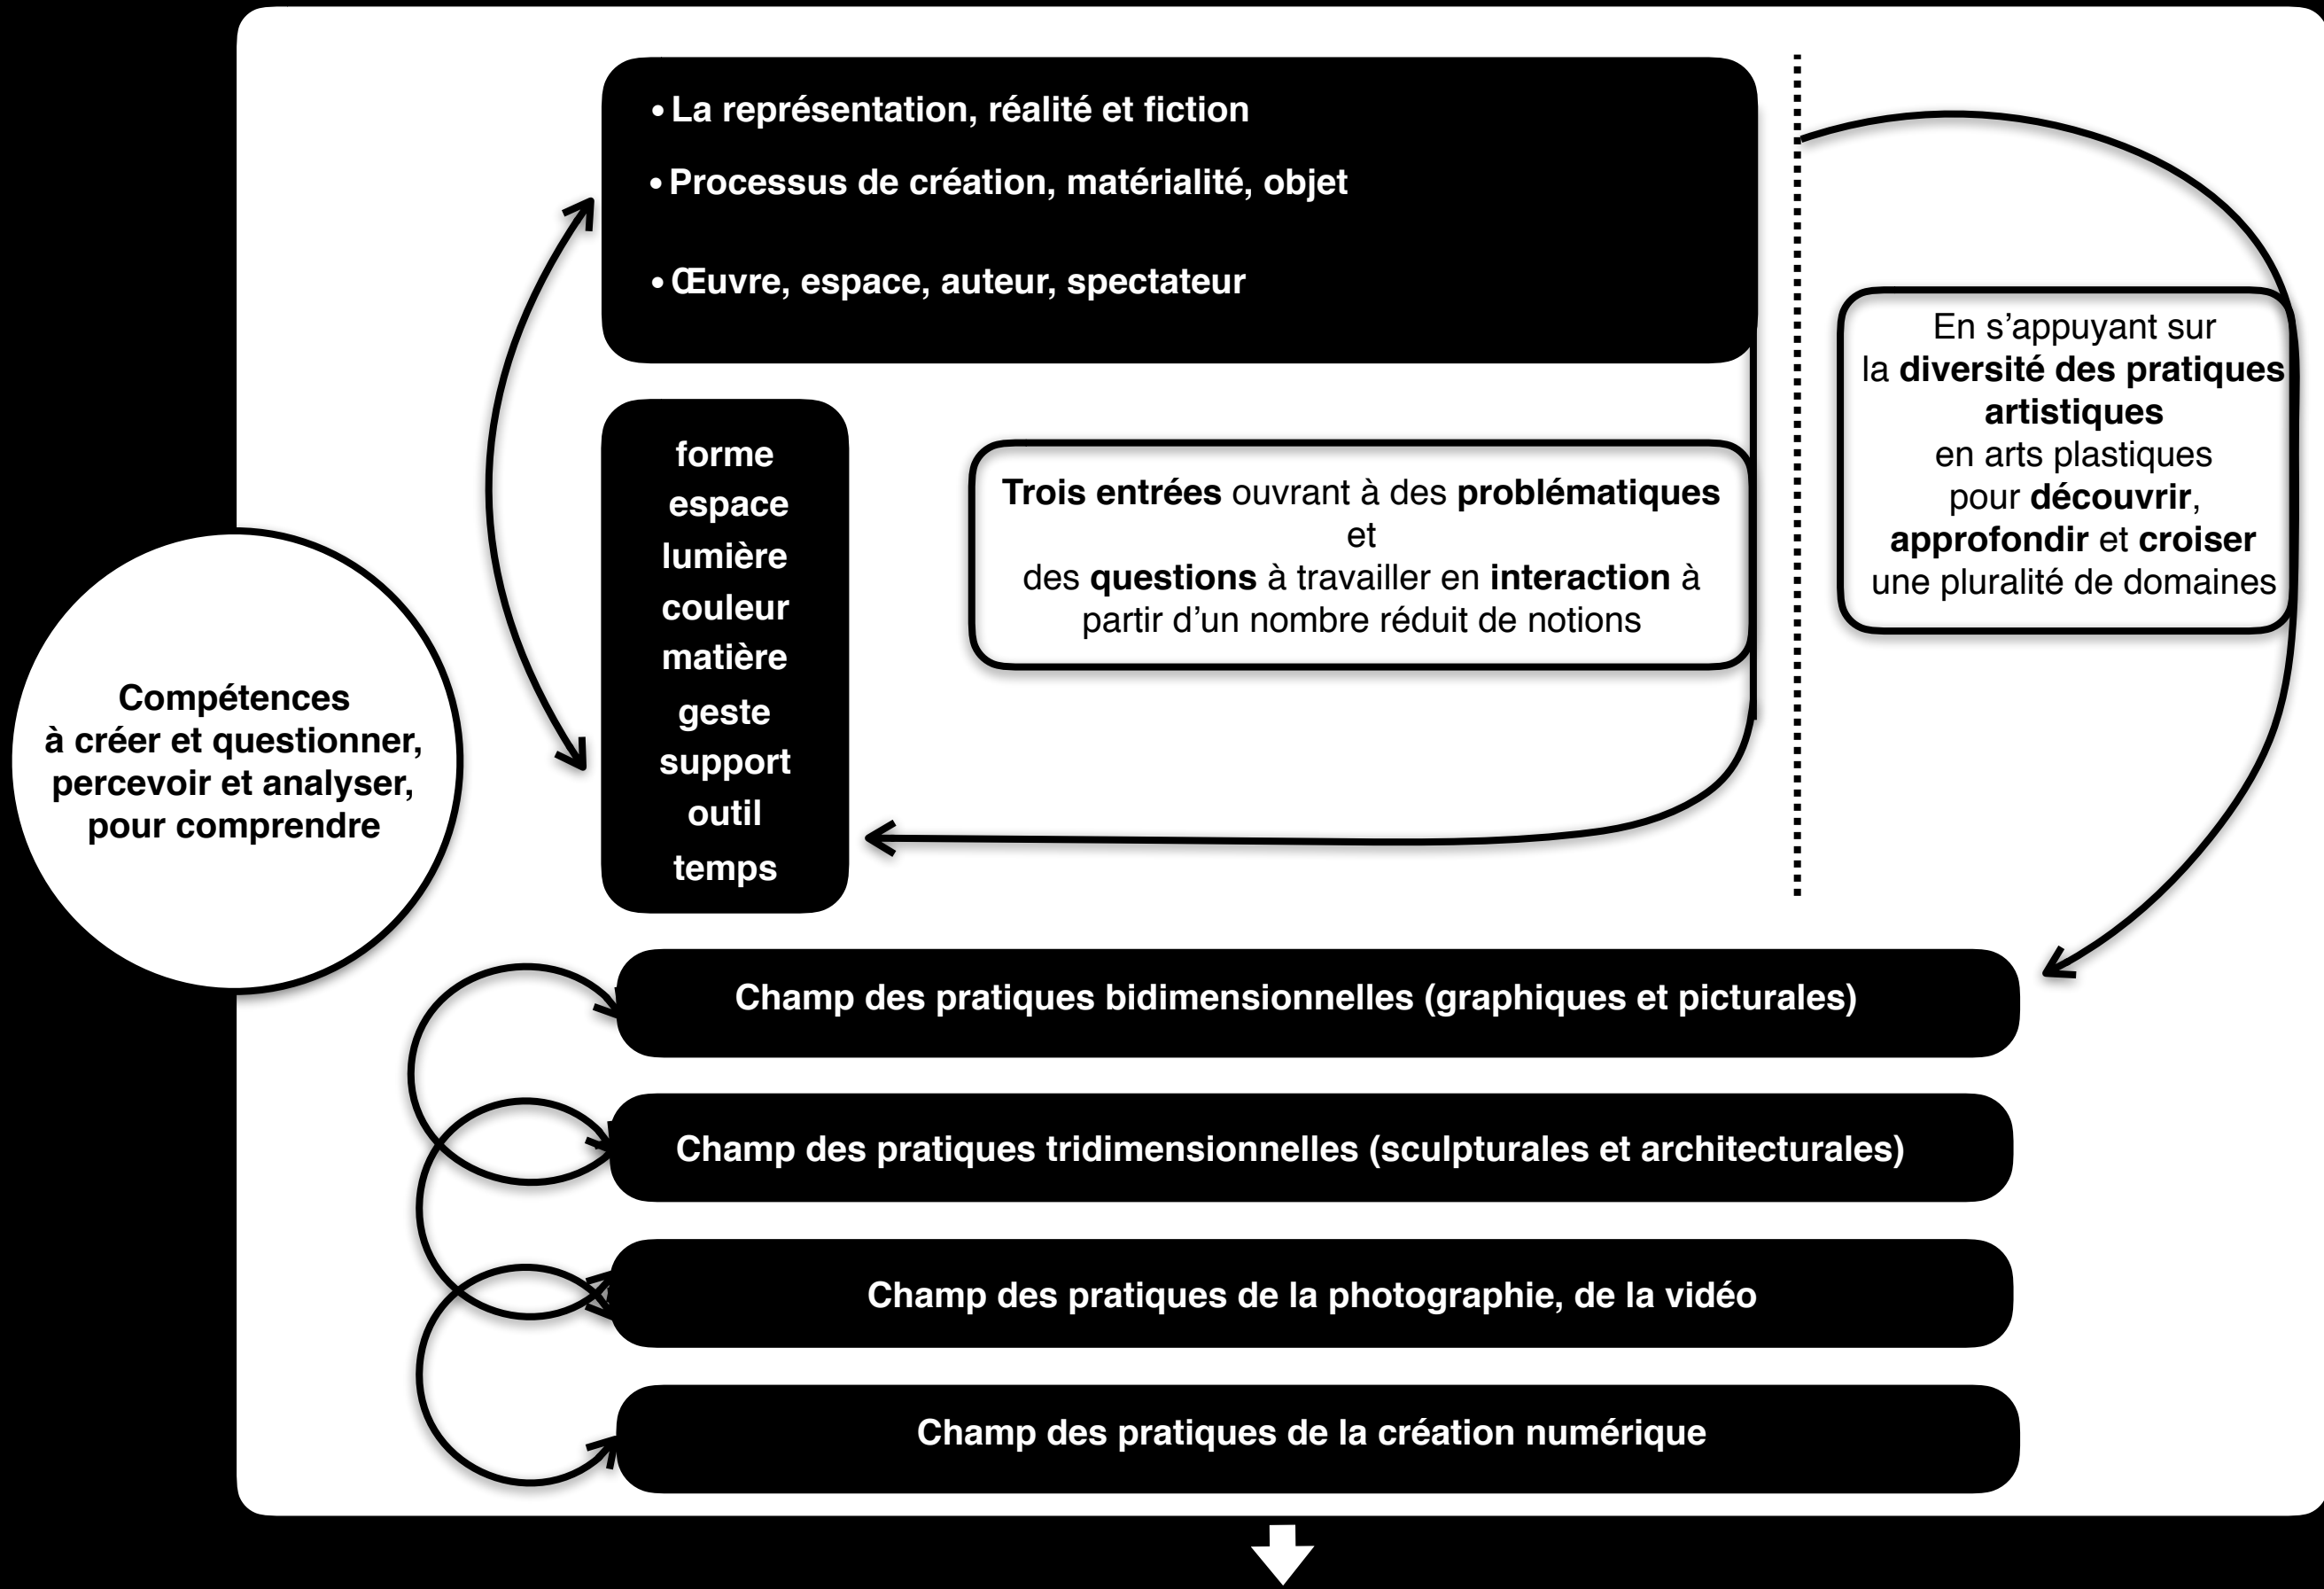 • La représentation, réalité et fiction
• Processus de création, matérialité, objet
• Œuvre, espace, auteur, spectateur
En s’appuyant sur
la diversité des pratiques
artistiques
en arts plastiques
pour découvrir,
approfondir et croiser
une pluralité de domaines
forme
espace
lumière
couleur
matière
geste
support
outil
temps
Trois entrées ouvrant à des problématiques
et
des questions à travailler en interaction à
partir d’un nombre réduit de notions
Compétences
à créer et questionner,
percevoir et analyser,
pour comprendre
Champ des pratiques bidimensionnelles (graphiques et picturales)
Champ des pratiques tridimensionnelles (sculpturales et architecturales)
Champ des pratiques de la photographie, de la vidéo
Champ des pratiques de la création numérique